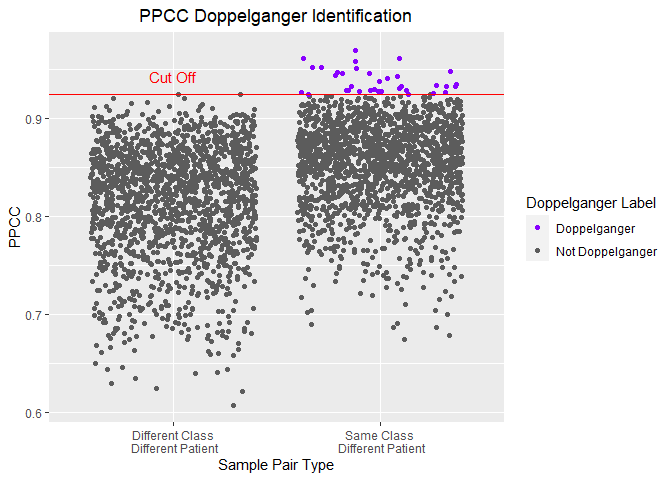 PPCC Doppelganger Identification
Cut Off
0.9
0.8
0.7
0.6
PPCC
Different Class
Different Patient
Same Class
Different Patient
Sample Pair Type
Doppelganger Label
Doppelganger
Not Doppelganger